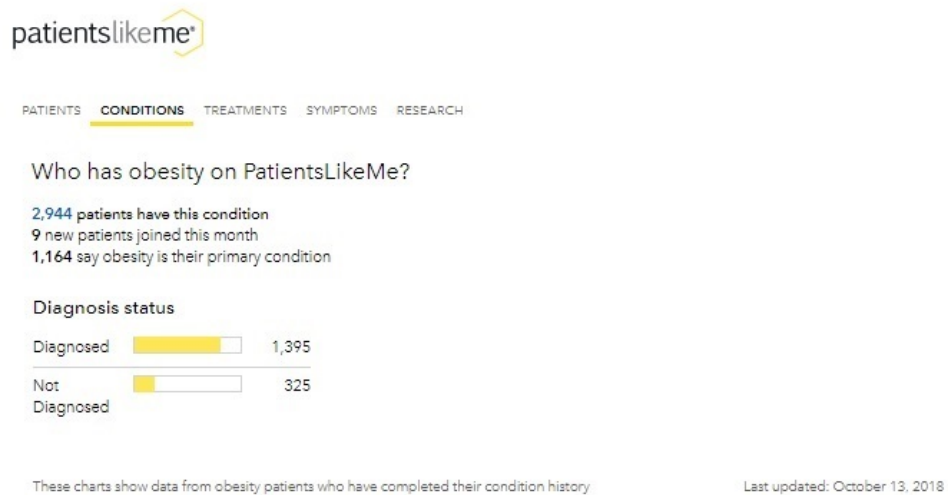 patientslikeme®
PATIENTS CONDITIONS TREATMENTS SYMPTOMS RESEARCH
Who has obesity on PatientsLikeMe?
2,944 patients have this condition
9 new patients joined this month
1,164 say obesity is their primary condition
Diagnosis status
Diagnosed 1,395
Not 325
Diagnosed
These charts show data from obesity patients who have completed their condition history Last updated: October 13, 2018